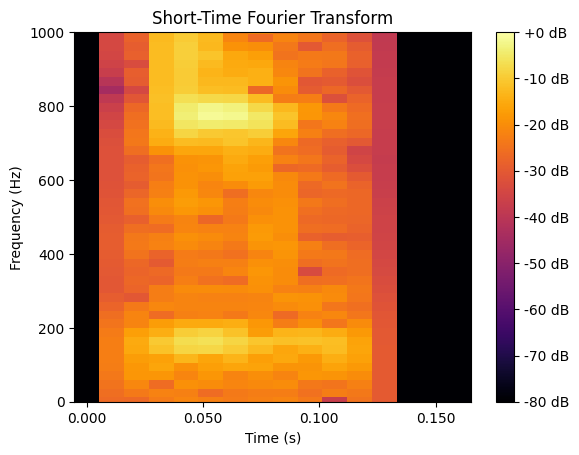 Short-Time Fourier Transform
1000
800
600
400
200
0
Frequency (Hz)
0.000
0.050
0.100
0.150
Time (s)
+0 dB
-10 dB
-20 dB
-30 dB
-40 dB
-50 dB
-60 dB
-70 dB
-80 dB